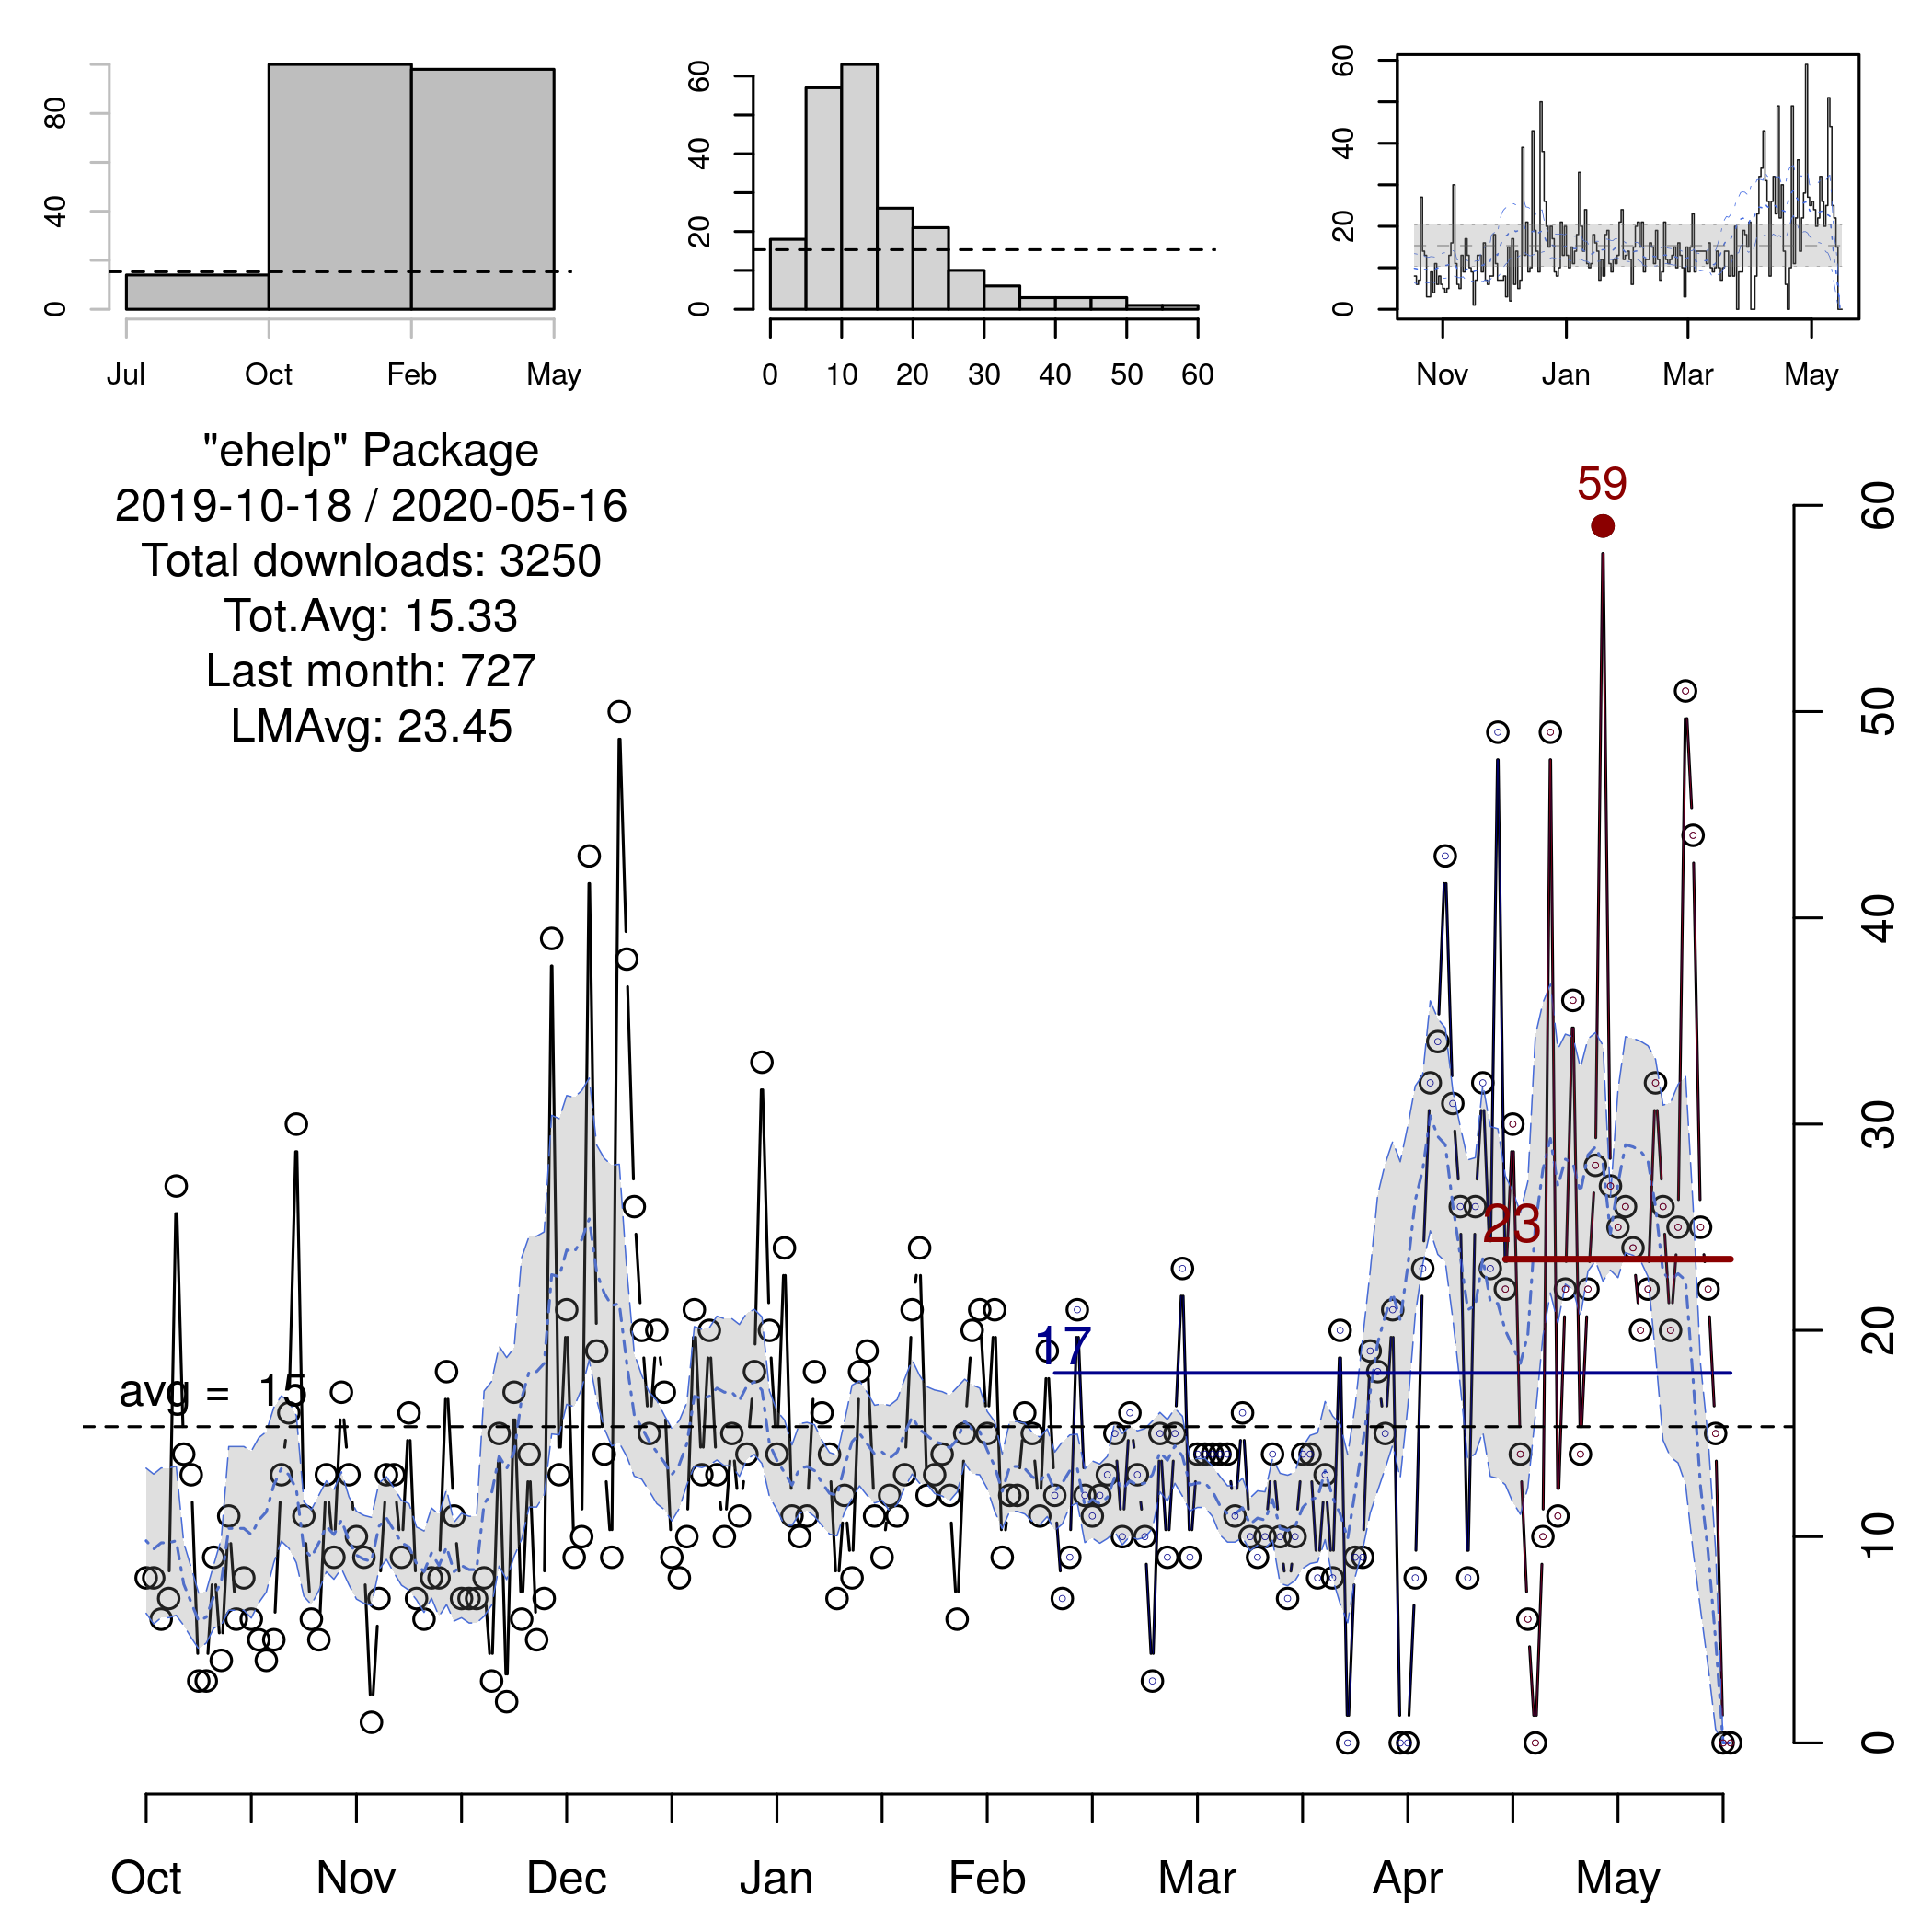 0 40 80
Jul Oct Feb May
0 20 40 60
0 10 20 30 40 50 60
0 20 40 60
Nov Jan Mar May
"ehelp" Package
2019-10-18 / 2020-05-16
Total downloads: 3250
Tot.Avg: 15.33
Last month: 727
LMAvg: 23.45
59
23
17
avg = 15
0 10 20 30 40 50 60
Oct Nov Dec Jan Feb Mar Apr May